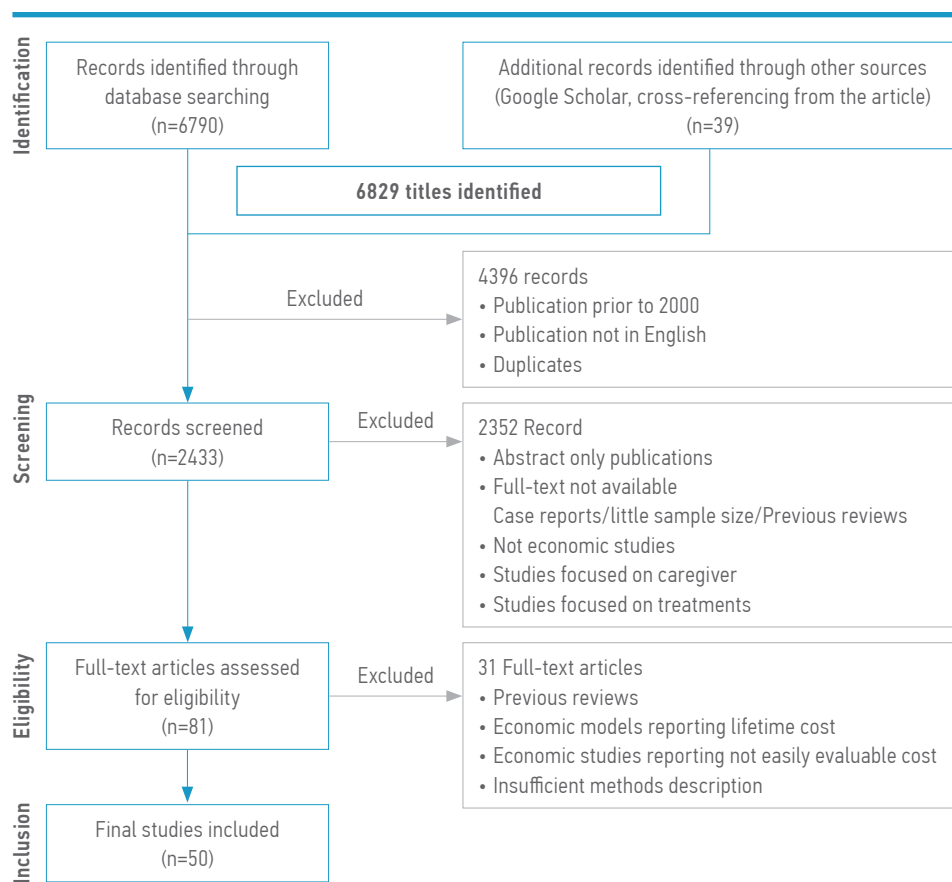 Identification
Records identified through
database searching
(n=6790)
Additional records identified through other sources
(Google Scholar, cross-referencing from the article)
(n=39)
6829 titles identified
Excluded
4396 records
• Publication prior to 2000
• Publication not in English
• Duplicates
Screening
Records screened
(n=2433)
Excluded
2352 Record
• Abstract only publications
• Full-text not available
Case reports/little sample size/Previous reviews
• Not economic studies
• Studies focused on caregiver
• Studies focused on treatments
Eligibility
Full-text articles assessed
for eligibility
(n=81)
Excluded
31 Full-text articles
• Previous reviews
• Economic models reporting lifetime cost
• Economic studies reporting not easily evaluable cost
• Insufficient methods description
Inclusion
Final studies included
(n=50)